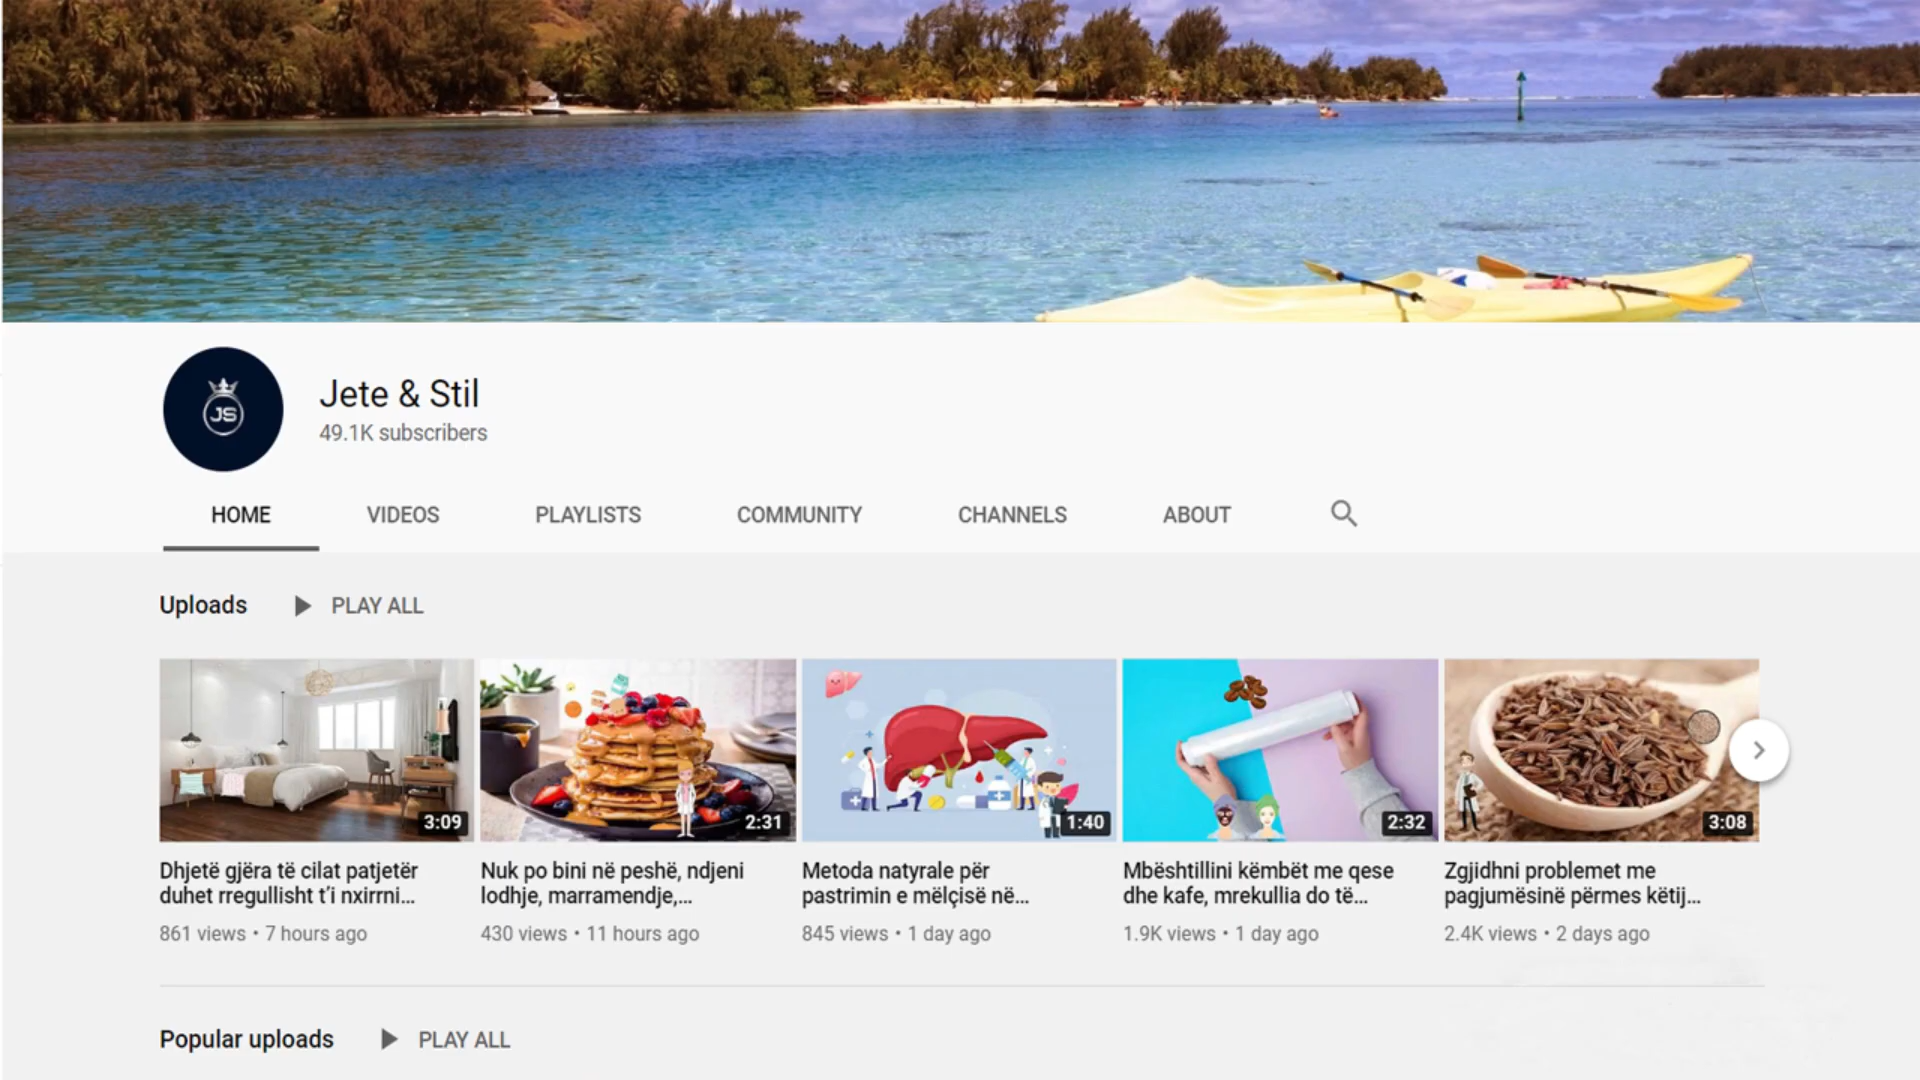 JS
Jete & Stil
49.1K subscribers
HOME VIDEOS PLAYLISTS COMMUNITY CHANNELS ABOUT
Uploads PLAY ALL
3:09 2:31 1:40 2:32 3:08
Dhjetë gjëra të cilat patjetër
duhet rregullisht t’i nxirrni...
861 views • 7 hours ago
Nuk po bini në peshë, ndjeni
lodhje, marramendje,...
430 views • 11 hours ago
Metoda natyrale për
pastrimin e mëlçisë në...
845 views • 1 day ago
Mbështillini këmbët me qese
dhe kafe, mrekullia do të...
1.9K views • 1 day ago
Zgjidhni problemet me
pagjumësinë përmes këtij...
2.4K views • 2 days ago
Popular uploads PLAY ALL